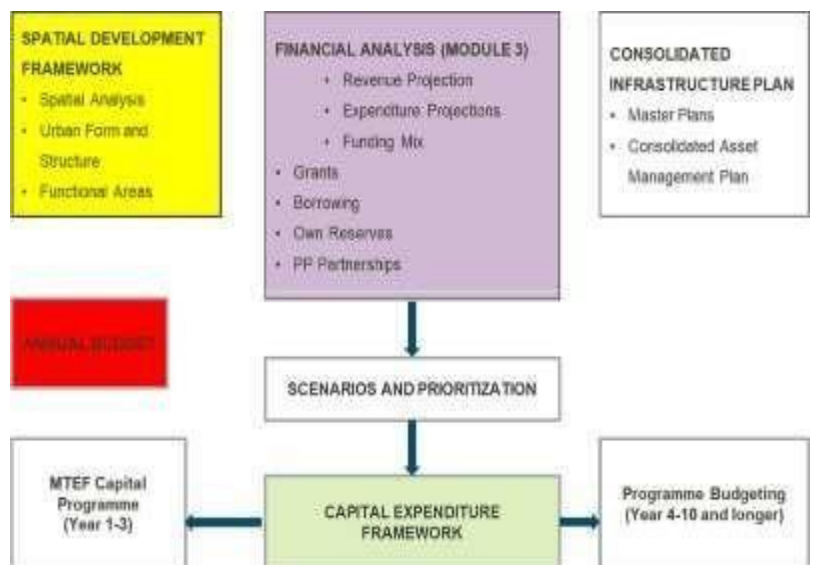 SPATIAL DEVELOPMENT
FRAMEWORK
• Spatial Analysis
• Urban Form and
Structure
• Functional Areas
FINANCIAL ANALYSIS (MODULE 3)
• Revenue Projection
• Expenditure Projections
• Funding Mix
• Grants
• Borrowing
• Own Reserves
• PP Partnerships
CONSOLIDATED
INFRASTRUCTURE PLAN
• Master Plans
• Consolidated Asset
Management Plan
ANNUAL BUDGET
SCENARIOS AND PRIORITIZATION
MTEF Capital
Programme
(Year 1-3)
CAPITAL EXPENDITURE
FRAMEWORK
Programme Budgeting
(Year 4-10 and longer)